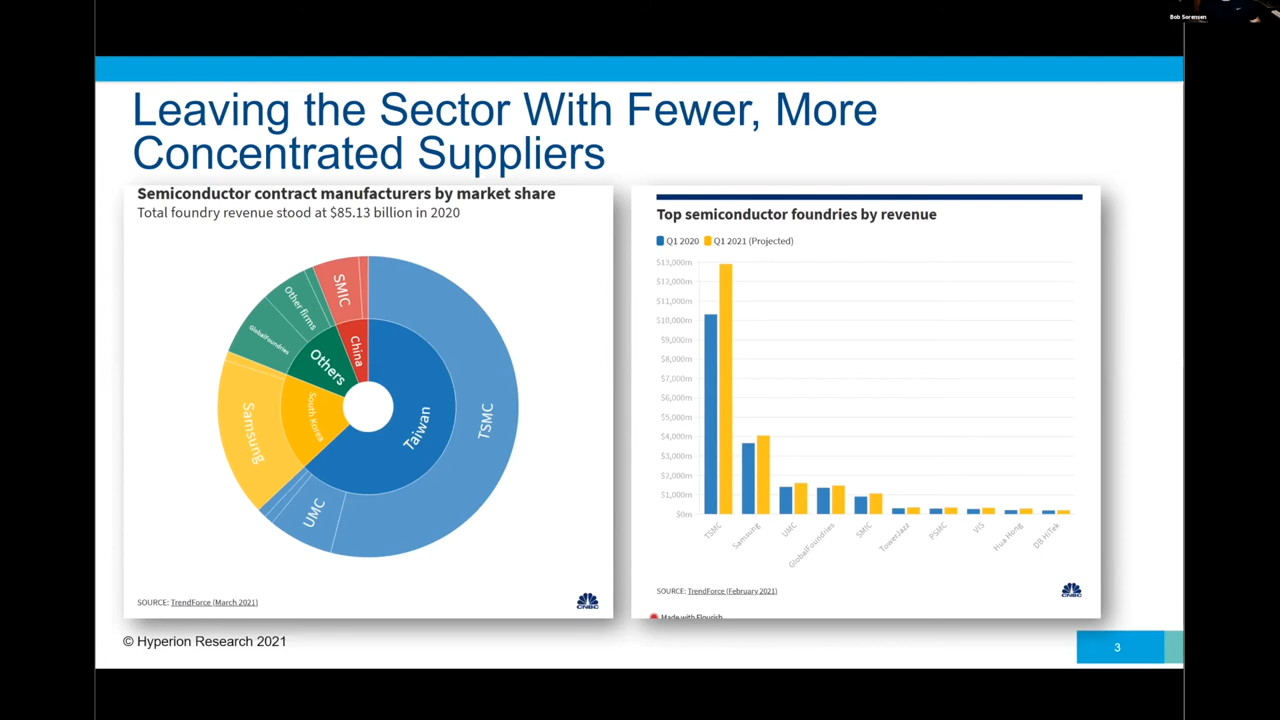 Bob Sorensen
Leaving the Sector With Fewer, More
Concentrated Suppliers
Semiconductor contract manufacturers by market share
Total foundry revenue stood at $85.13 billion in 2020
TSMC
Taiwan
UMC
Samsung
South Korea
GlobalFoundries
Other firms
Others
SMIC
China
SOURCE: TrendForce (March 2021)
CNBC
Top semiconductor foundries by revenue
Q1 2020 Q1 2021 (Projected)
$13,000m
$12,000m
$11,000m
$10,000m
$9,000m
$8,000m
$7,000m
$6,000m
$5,000m
$4,000m
$3,000m
$2,000m
$1,000m
$0m
TSMC
Samsung
UMC
GlobalFoundries
SMIC
TowerJazz
PSMC
VIS
Hua Hong
DB HiTek
SOURCE: TrendForce (February 2021)
CNBC
Made with Flourish
© Hyperion Research 2021
3